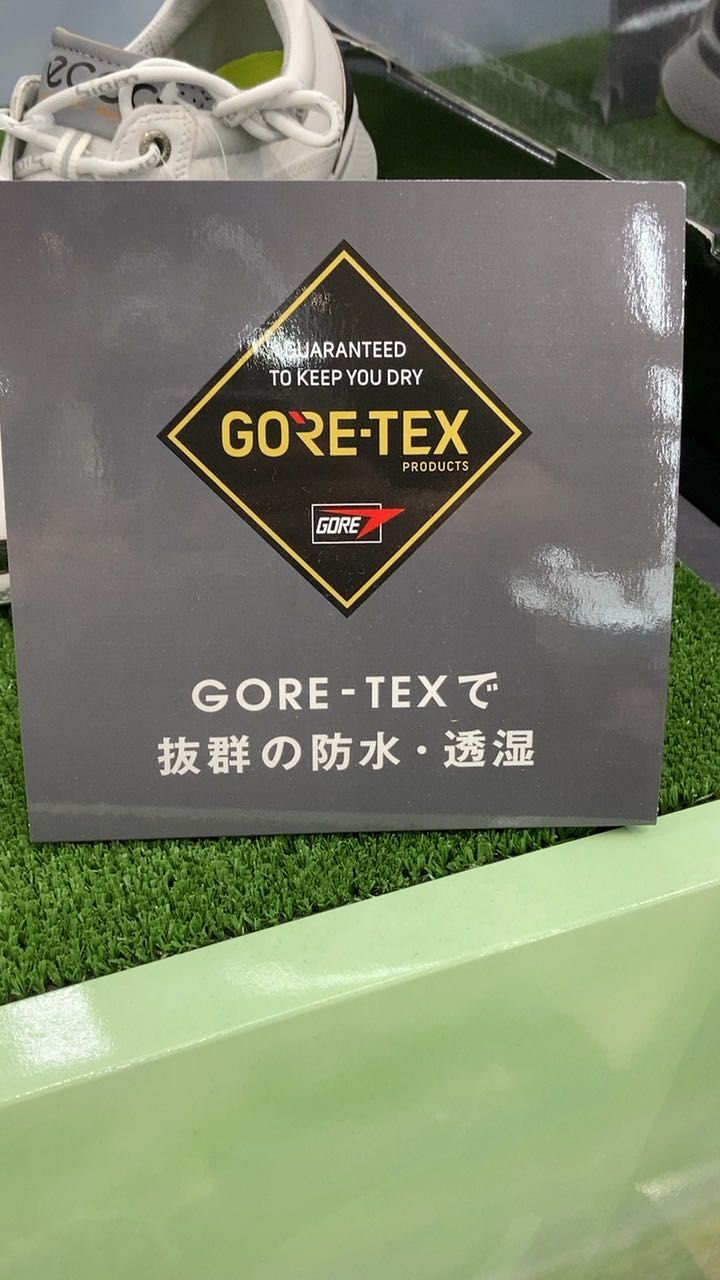 ecco
GUARANTEED
TO KEEP YOU DRY
GORE-TEX
PRODUCTS
GORE
GORE-TEXで
抜群の防水・透湿